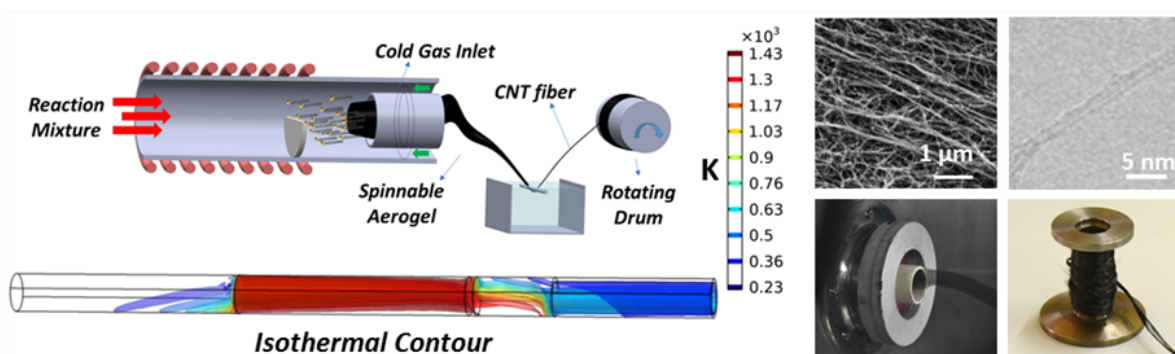 Reaction
Mixture
Cold Gas Inlet
CNT fiber
Spinnable
Aerogel
Rotating
Drum
Isothermal Contour
K
×10³
1.43
1.3
1.17
1.03
0.9
0.76
0.63
0.5
0.36
0.23
1 μm
5 nm